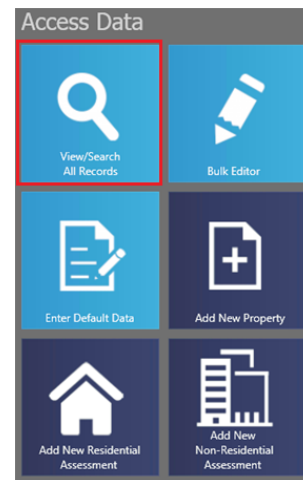 Access Data
View/Search
All Records
Bulk Editor
Enter Default Data
Add New Property
Add New Residential
Assessment
Add New
Non-Residential
Assessment